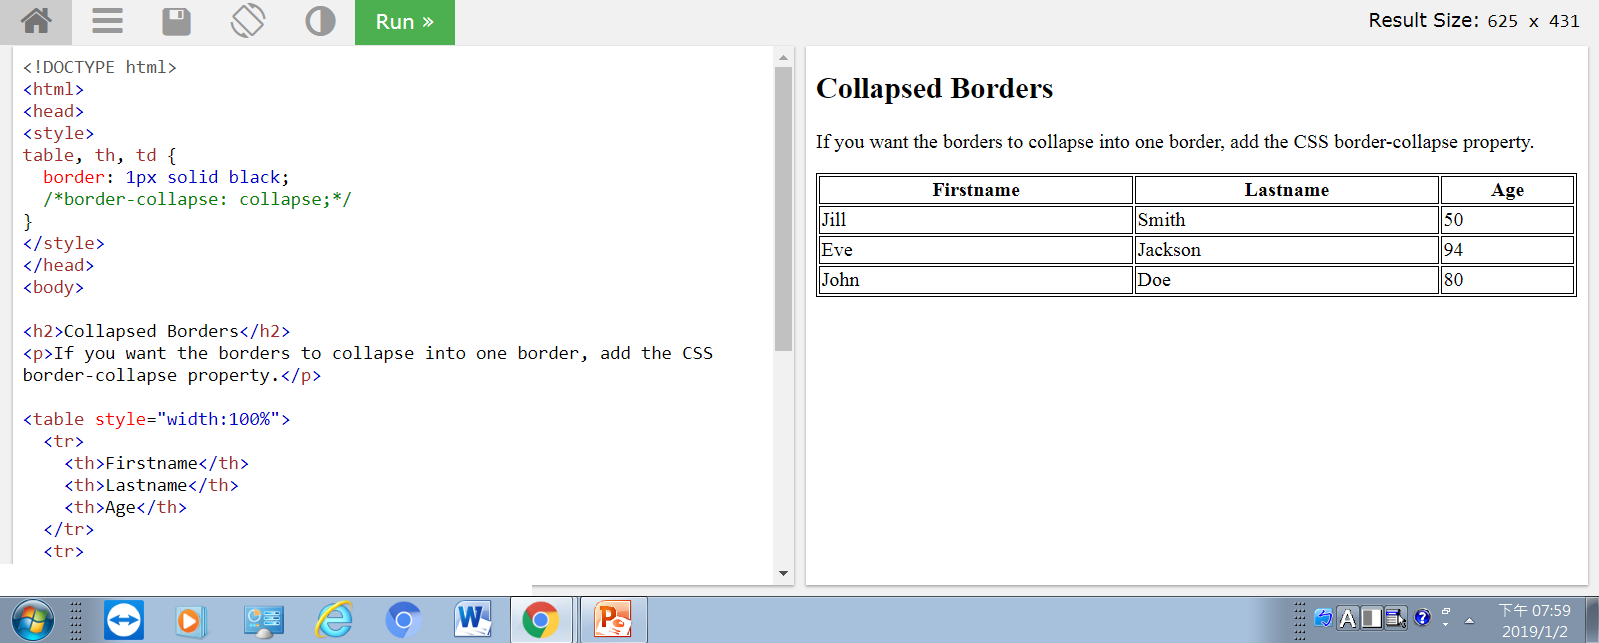 Run »
Result Size: 625 x 431
<!DOCTYPE html>
<html>
<head>
<style>
table, th, td {
  border: 1px solid black;
  /*border-collapse: collapse;*/
}
</style>
</head>
<body>
<h2>Collapsed Borders</h2>
<p>If you want the borders to collapse into one border, add the CSS
border-collapse property.</p>
<table style="width:100%">
  <tr>
    <th>Firstname</th>
    <th>Lastname</th>
    <th>Age</th>
  </tr>
  <tr>
Collapsed Borders
If you want the borders to collapse into one border, add the CSS border-collapse property.
Firstname Lastname Age
Jill Smith 50
Eve Jackson 94
John Doe 80
A
下午 07:59
2019/1/2